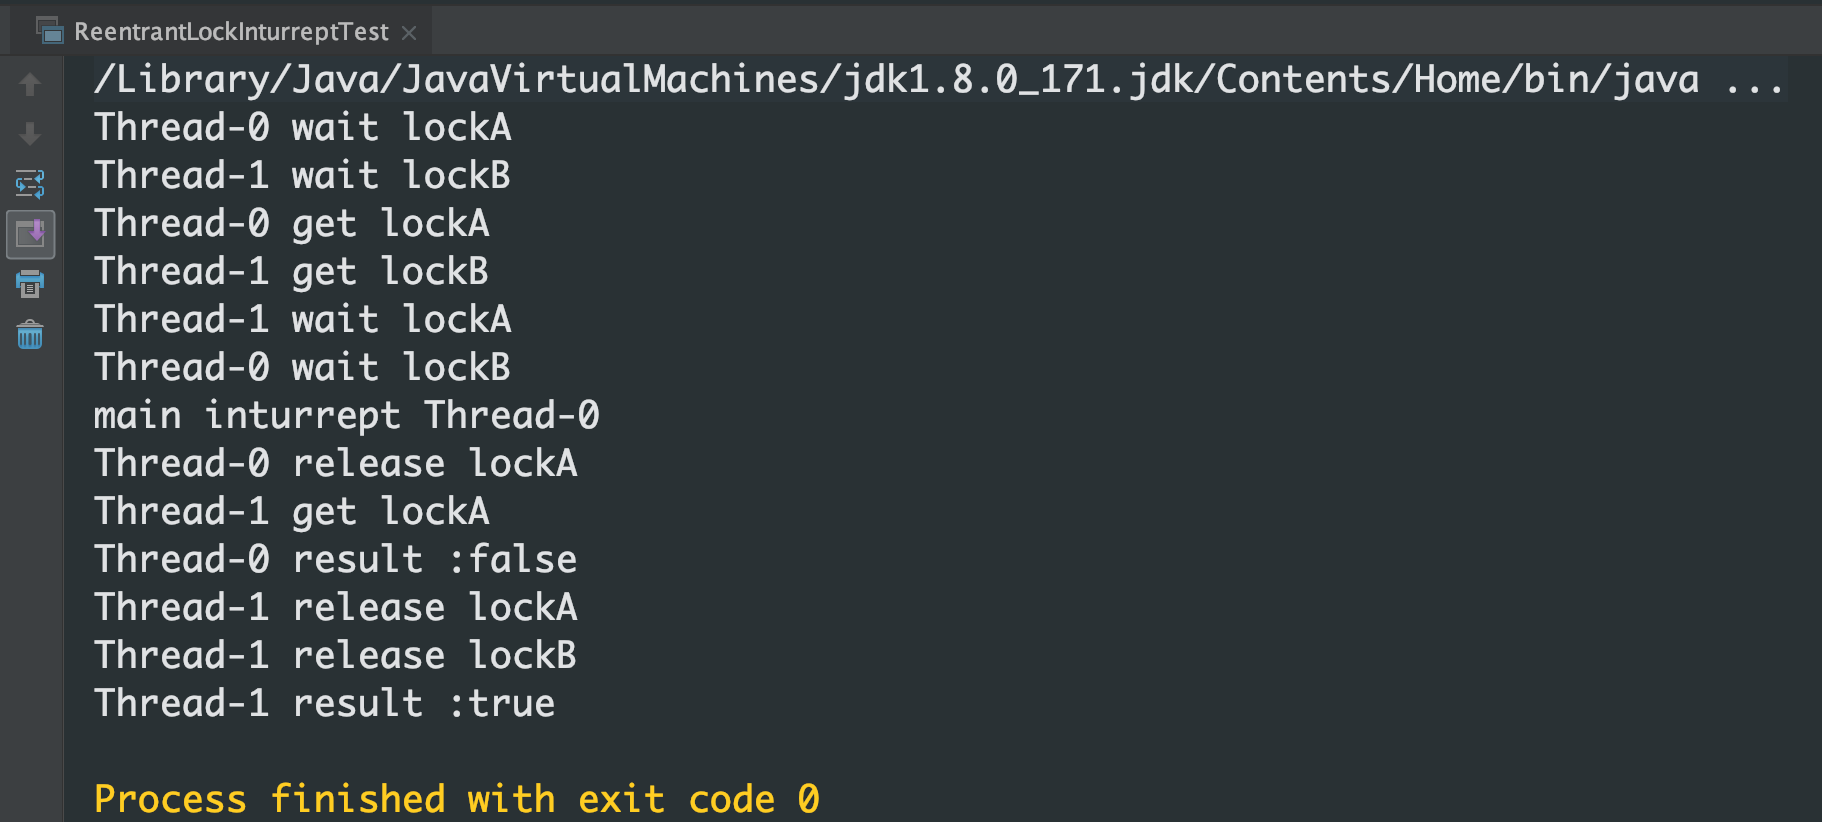 ReentrantLockInturreptTest
/Library/Java/JavaVirtualMachines/jdk1.8.0_171.jdk/Contents/Home/bin/java ...
Thread-0 wait lockA
Thread-1 wait lockB
Thread-0 get lockA
Thread-1 get lockB
Thread-1 wait lockA
Thread-0 wait lockB
main inturrept Thread-0
Thread-0 release lockA
Thread-1 get lockA
Thread-0 result :false
Thread-1 release lockA
Thread-1 release lockB
Thread-1 result :true
Process finished with exit code 0